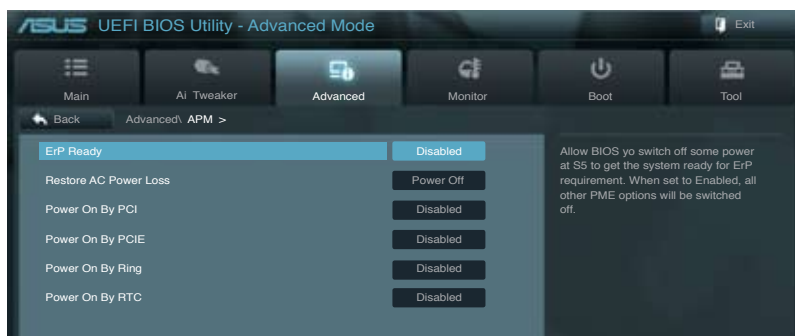 ASUS UEFI BIOS Utility - Advanced Mode
Exit
Main
Ai Tweaker
Advanced
Monitor
Boot
Tool
Back
Advanced\ APM >
ErP Ready
Disabled
Restore AC Power Loss
Power Off
Power On By PCI
Disabled
Power On By PCIE
Disabled
Power On By Ring
Disabled
Power On By RTC
Disabled
Allow BIOS yo switch off some power
at S5 to get the system ready for ErP
requirement. When set to Enabled, all
other PME options will be switched
off.